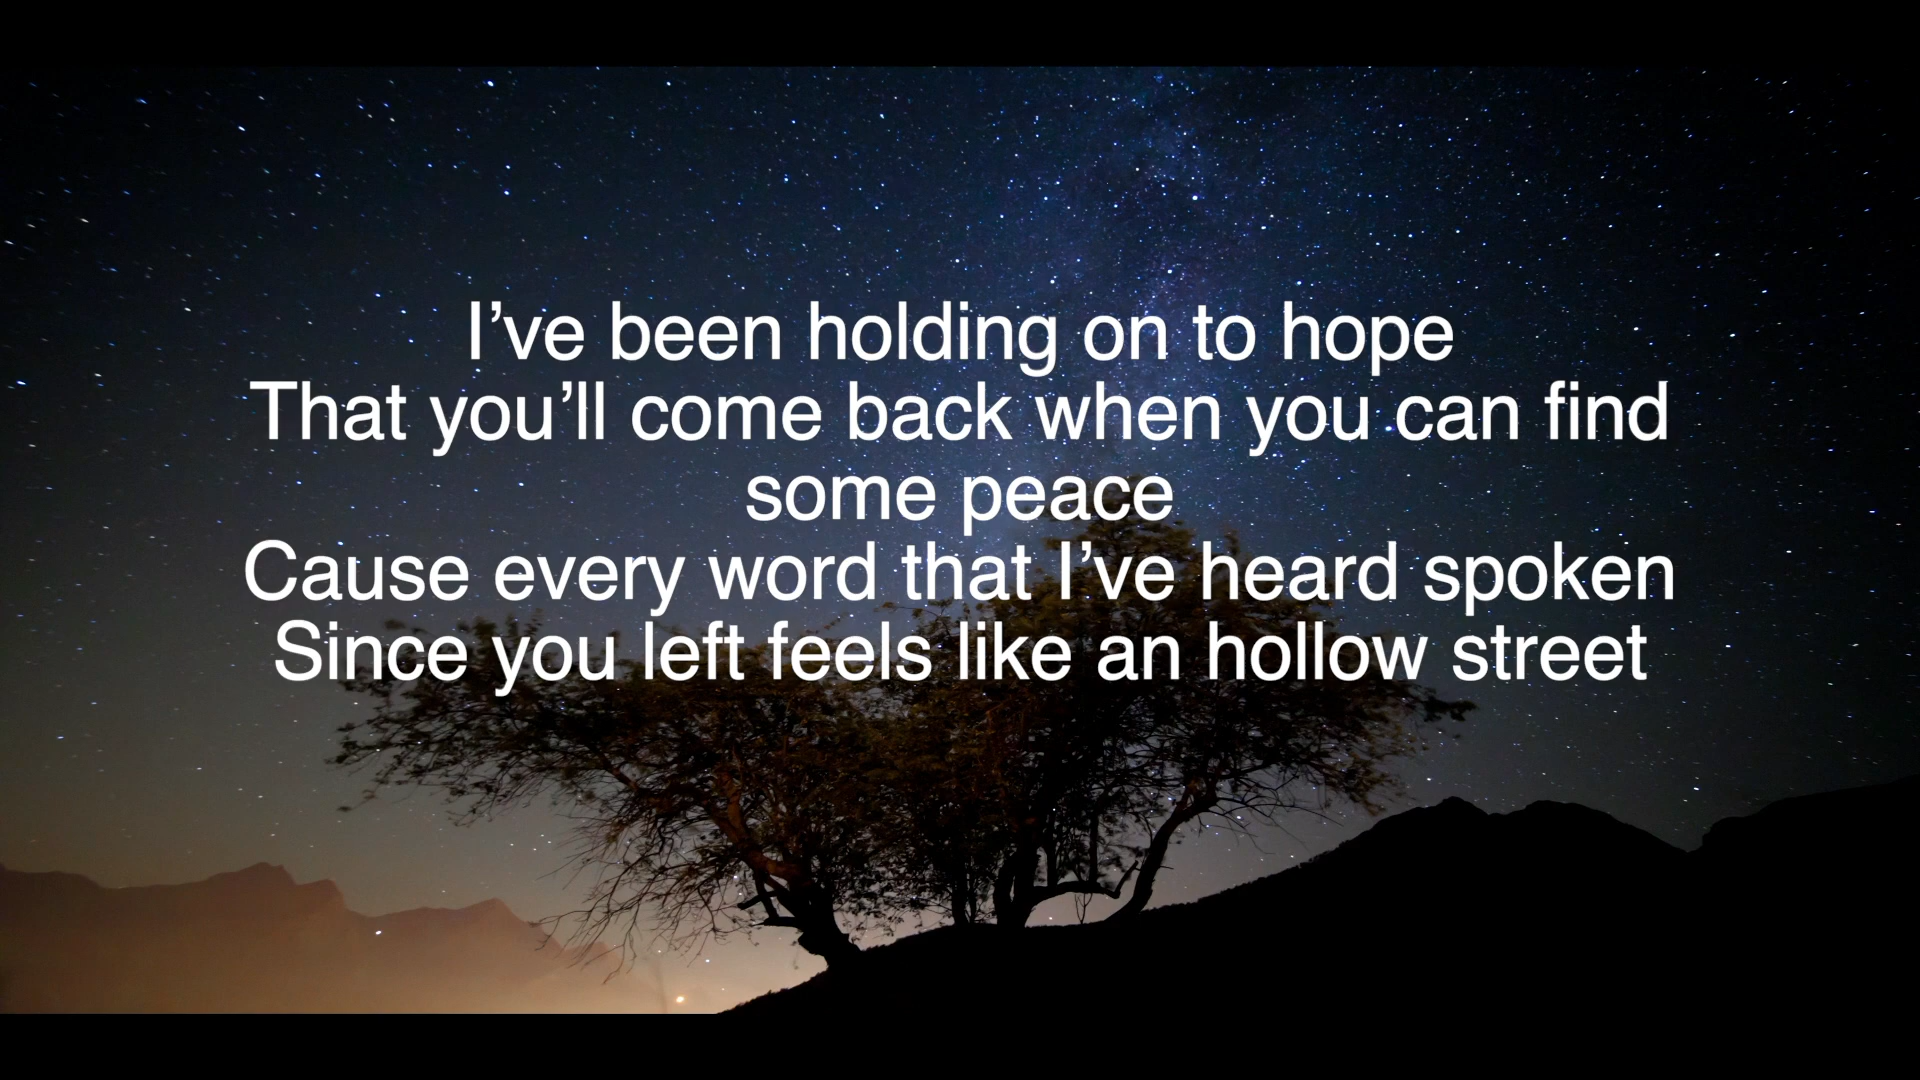 I’ve been holding on to hope
That you’ll come back when you can find
some peace
Cause every word that I’ve heard spoken
Since you left feels like an hollow street